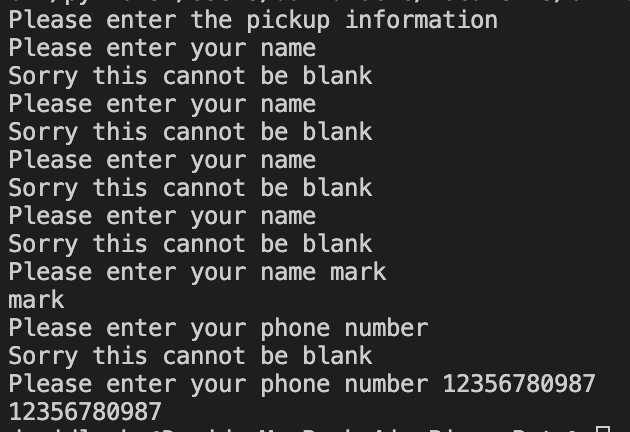 Please enter the pickup information
Please enter your name
Sorry this cannot be blank
Please enter your name
Sorry this cannot be blank
Please enter your name
Sorry this cannot be blank
Please enter your name
Sorry this cannot be blank
Please enter your name mark
mark
Please enter your phone number
Sorry this cannot be blank
Please enter your phone number 12356780987
12356780987